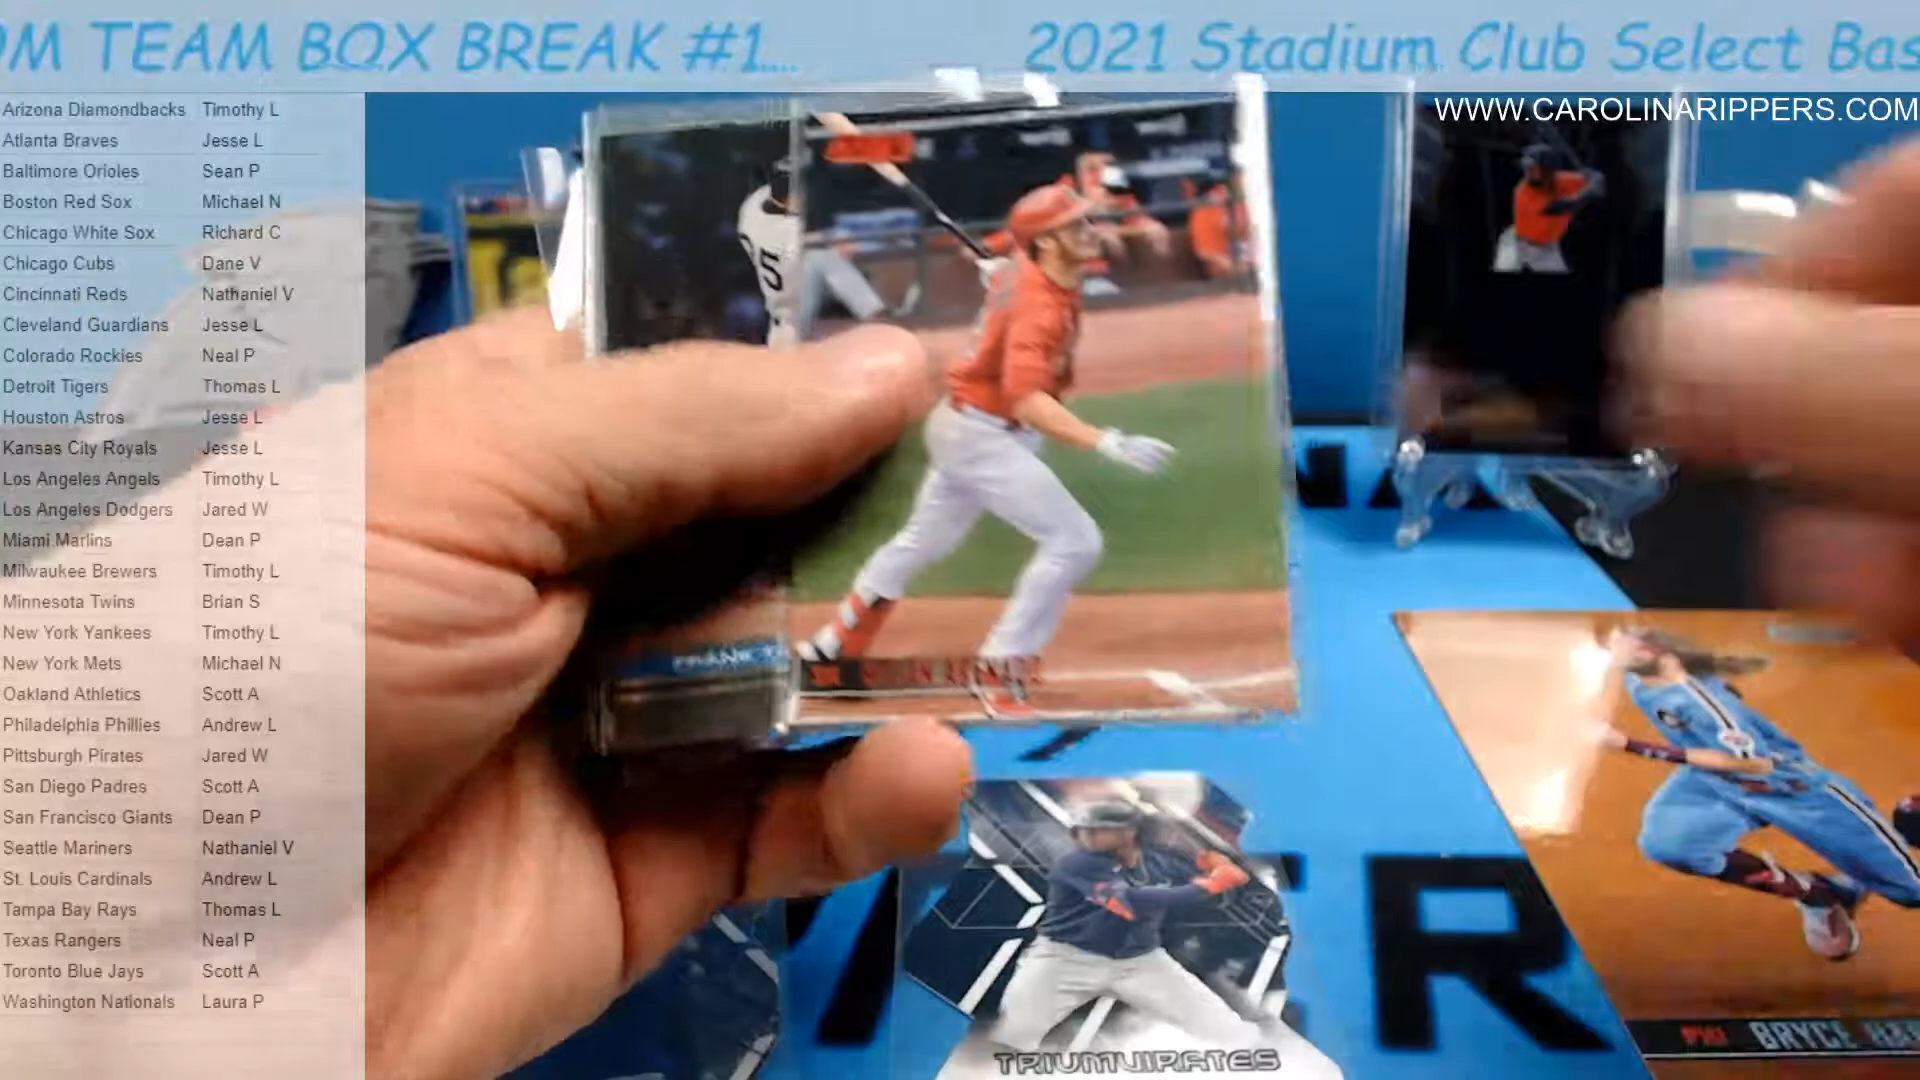 OM TEAM BOX BREAK #1.... 2021 Stadium Club Select Bas
WWW.CAROLINARIPPERS.COM
Arizona Diamondbacks Timothy L
Atlanta Braves Jesse L
Baltimore Orioles Sean P
Boston Red Sox Michael N
Chicago White Sox Richard C
Chicago Cubs Dane V
Cincinnati Reds Nathaniel V
Cleveland Guardians Jesse L
Colorado Rockies Neal P
Detroit Tigers Thomas L
Houston Astros Jesse L
Kansas City Royals Jesse L
Los Angeles Angels Timothy L
Los Angeles Dodgers Jared W
Miami Marlins Dean P
Milwaukee Brewers Timothy L
Minnesota Twins Brian S
New York Yankees Timothy L
New York Mets Michael N
Oakland Athletics Scott A
Philadelphia Phillies Andrew L
Pittsburgh Pirates Jared W
San Diego Padres Scott A
San Francisco Giants Dean P
Seattle Mariners Nathaniel V
St. Louis Cardinals Andrew L
Tampa Bay Rays Thomas L
Texas Rangers Neal P
Toronto Blue Jays Scott A
Washington Nationals Laura P
35
FRANK
TRIUMVIRATES
BRYCE
R